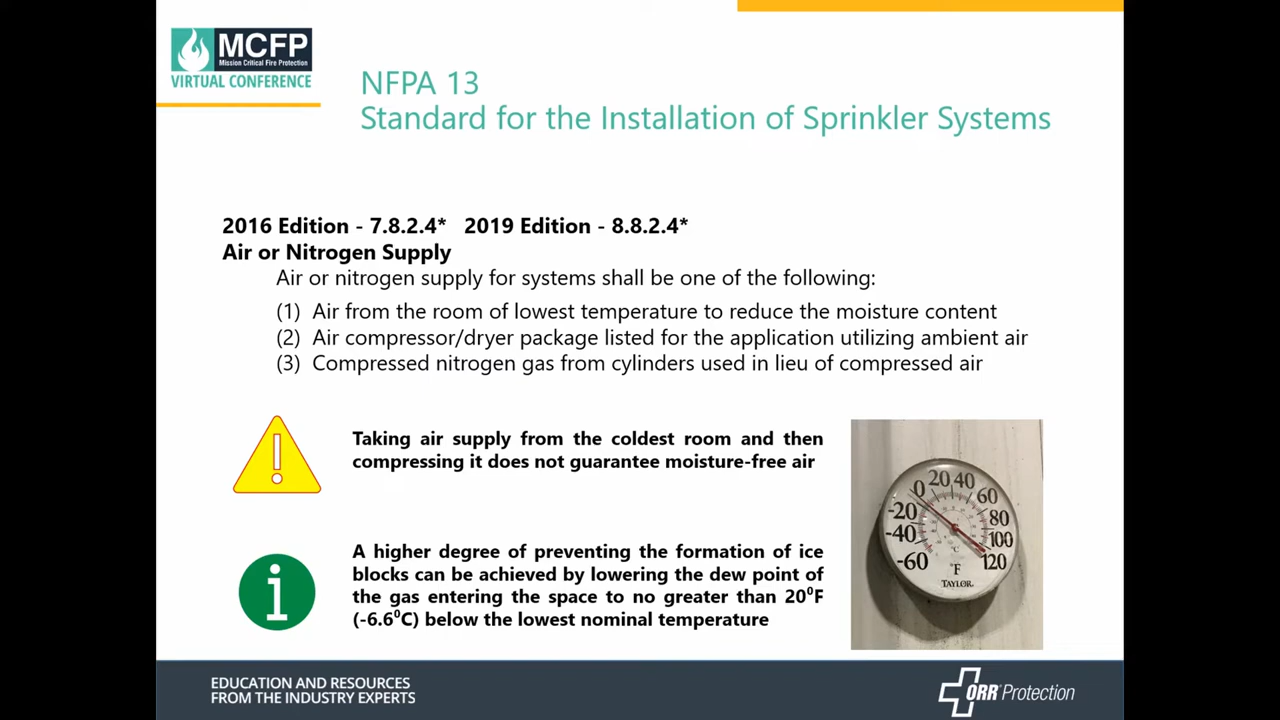 MCFP
Mission Critical Fire Protection
VIRTUAL CONFERENCE
NFPA 13
Standard for the Installation of Sprinkler Systems
2016 Edition - 7.8.2.4* 2019 Edition - 8.8.2.4*
Air or Nitrogen Supply
Air or nitrogen supply for systems shall be one of the following:
(1) Air from the room of lowest temperature to reduce the moisture content
(2) Air compressor/dryer package listed for the application utilizing ambient air
(3) Compressed nitrogen gas from cylinders used in lieu of compressed air
Taking air supply from the coldest room and then
compressing it does not guarantee moisture-free air
A higher degree of preventing the formation of ice
blocks can be achieved by lowering the dew point of
the gas entering the space to no greater than 20⁰F
(-6.6⁰C) below the lowest nominal temperature
-60 -40 -20 0 20 40 60 80 100 120
°C
°F
TAYLOR
EDUCATION AND RESOURCES
FROM THE INDUSTRY EXPERTS
ORR® Protection